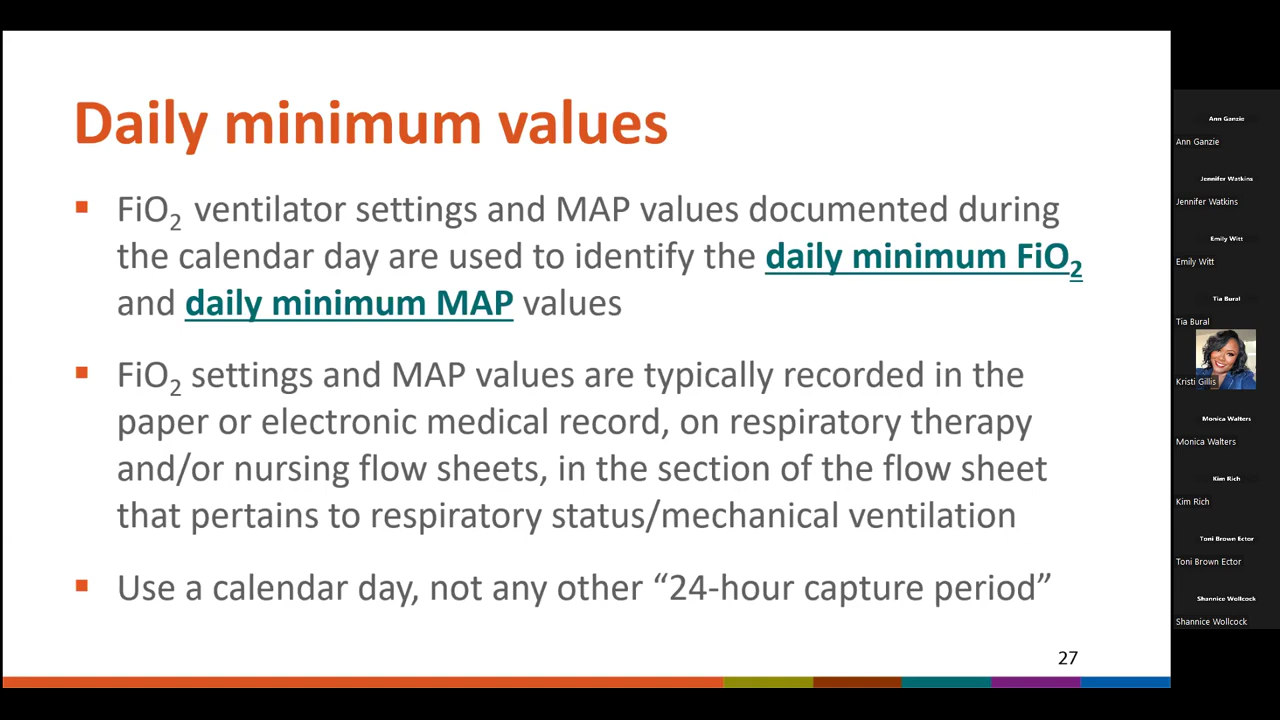 Daily minimum values
▪ FiO₂ ventilator settings and MAP values documented during
the calendar day are used to identify the daily minimum FiO₂
and daily minimum MAP values
▪ FiO₂ settings and MAP values are typically recorded in the
paper or electronic medical record, on respiratory therapy
and/or nursing flow sheets, in the section of the flow sheet
that pertains to respiratory status/mechanical ventilation
▪ Use a calendar day, not any other “24-hour capture period”
27
Ann Ganzie
Ann Ganzie
Jennifer Watkins
Jennifer Watkins
Emily Witt
Emily Witt
Tia Bural
Tia Bural
Kristi Gillis
Monica Walters
Monica Walters
Kim Rich
Kim Rich
Toni Brown Ector
Toni Brown Ector
Shannice Wollcock
Shannice Wollcock